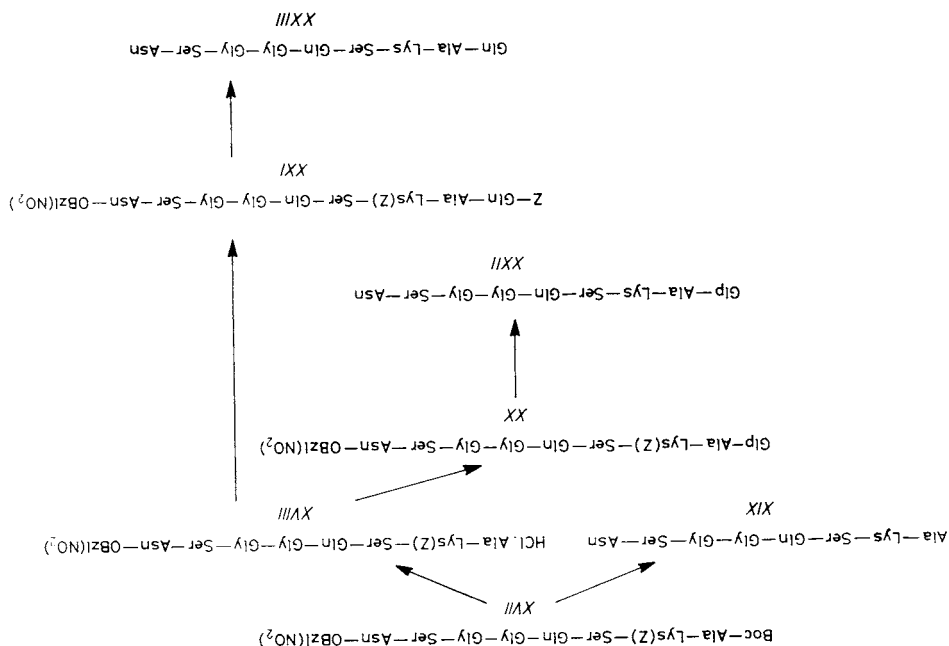 Boc—Ala—Lys(Z)—Ser—Gln—Gly—Gly—Ser—Asn—OBzl(NO₂)
XVII
Ala—Lys—Ser—Gln—Gly—Gly—Ser—Asn
HCl.Ala—Lys(Z)—Ser—Gln—Gly—Gly—Ser—Asn—OBzl(NO₂)
XIX
XVIII
Glp—Ala—Lys(Z)—Ser—Gln—Gly—Gly—Ser—Asn—OBzl(NO₂)
XX
Glp—Ala—Lys—Ser—Gln—Gly—Gly—Ser—Asn
XXII
Z—Gln—Ala—Lys(Z)—Ser—Gln—Gly—Gly—Ser—Asn—OBzl(NO₂)
XXI
Gln—Ala—Lys—Ser—Gln—Gly—Gly—Ser—Asn
XXIII